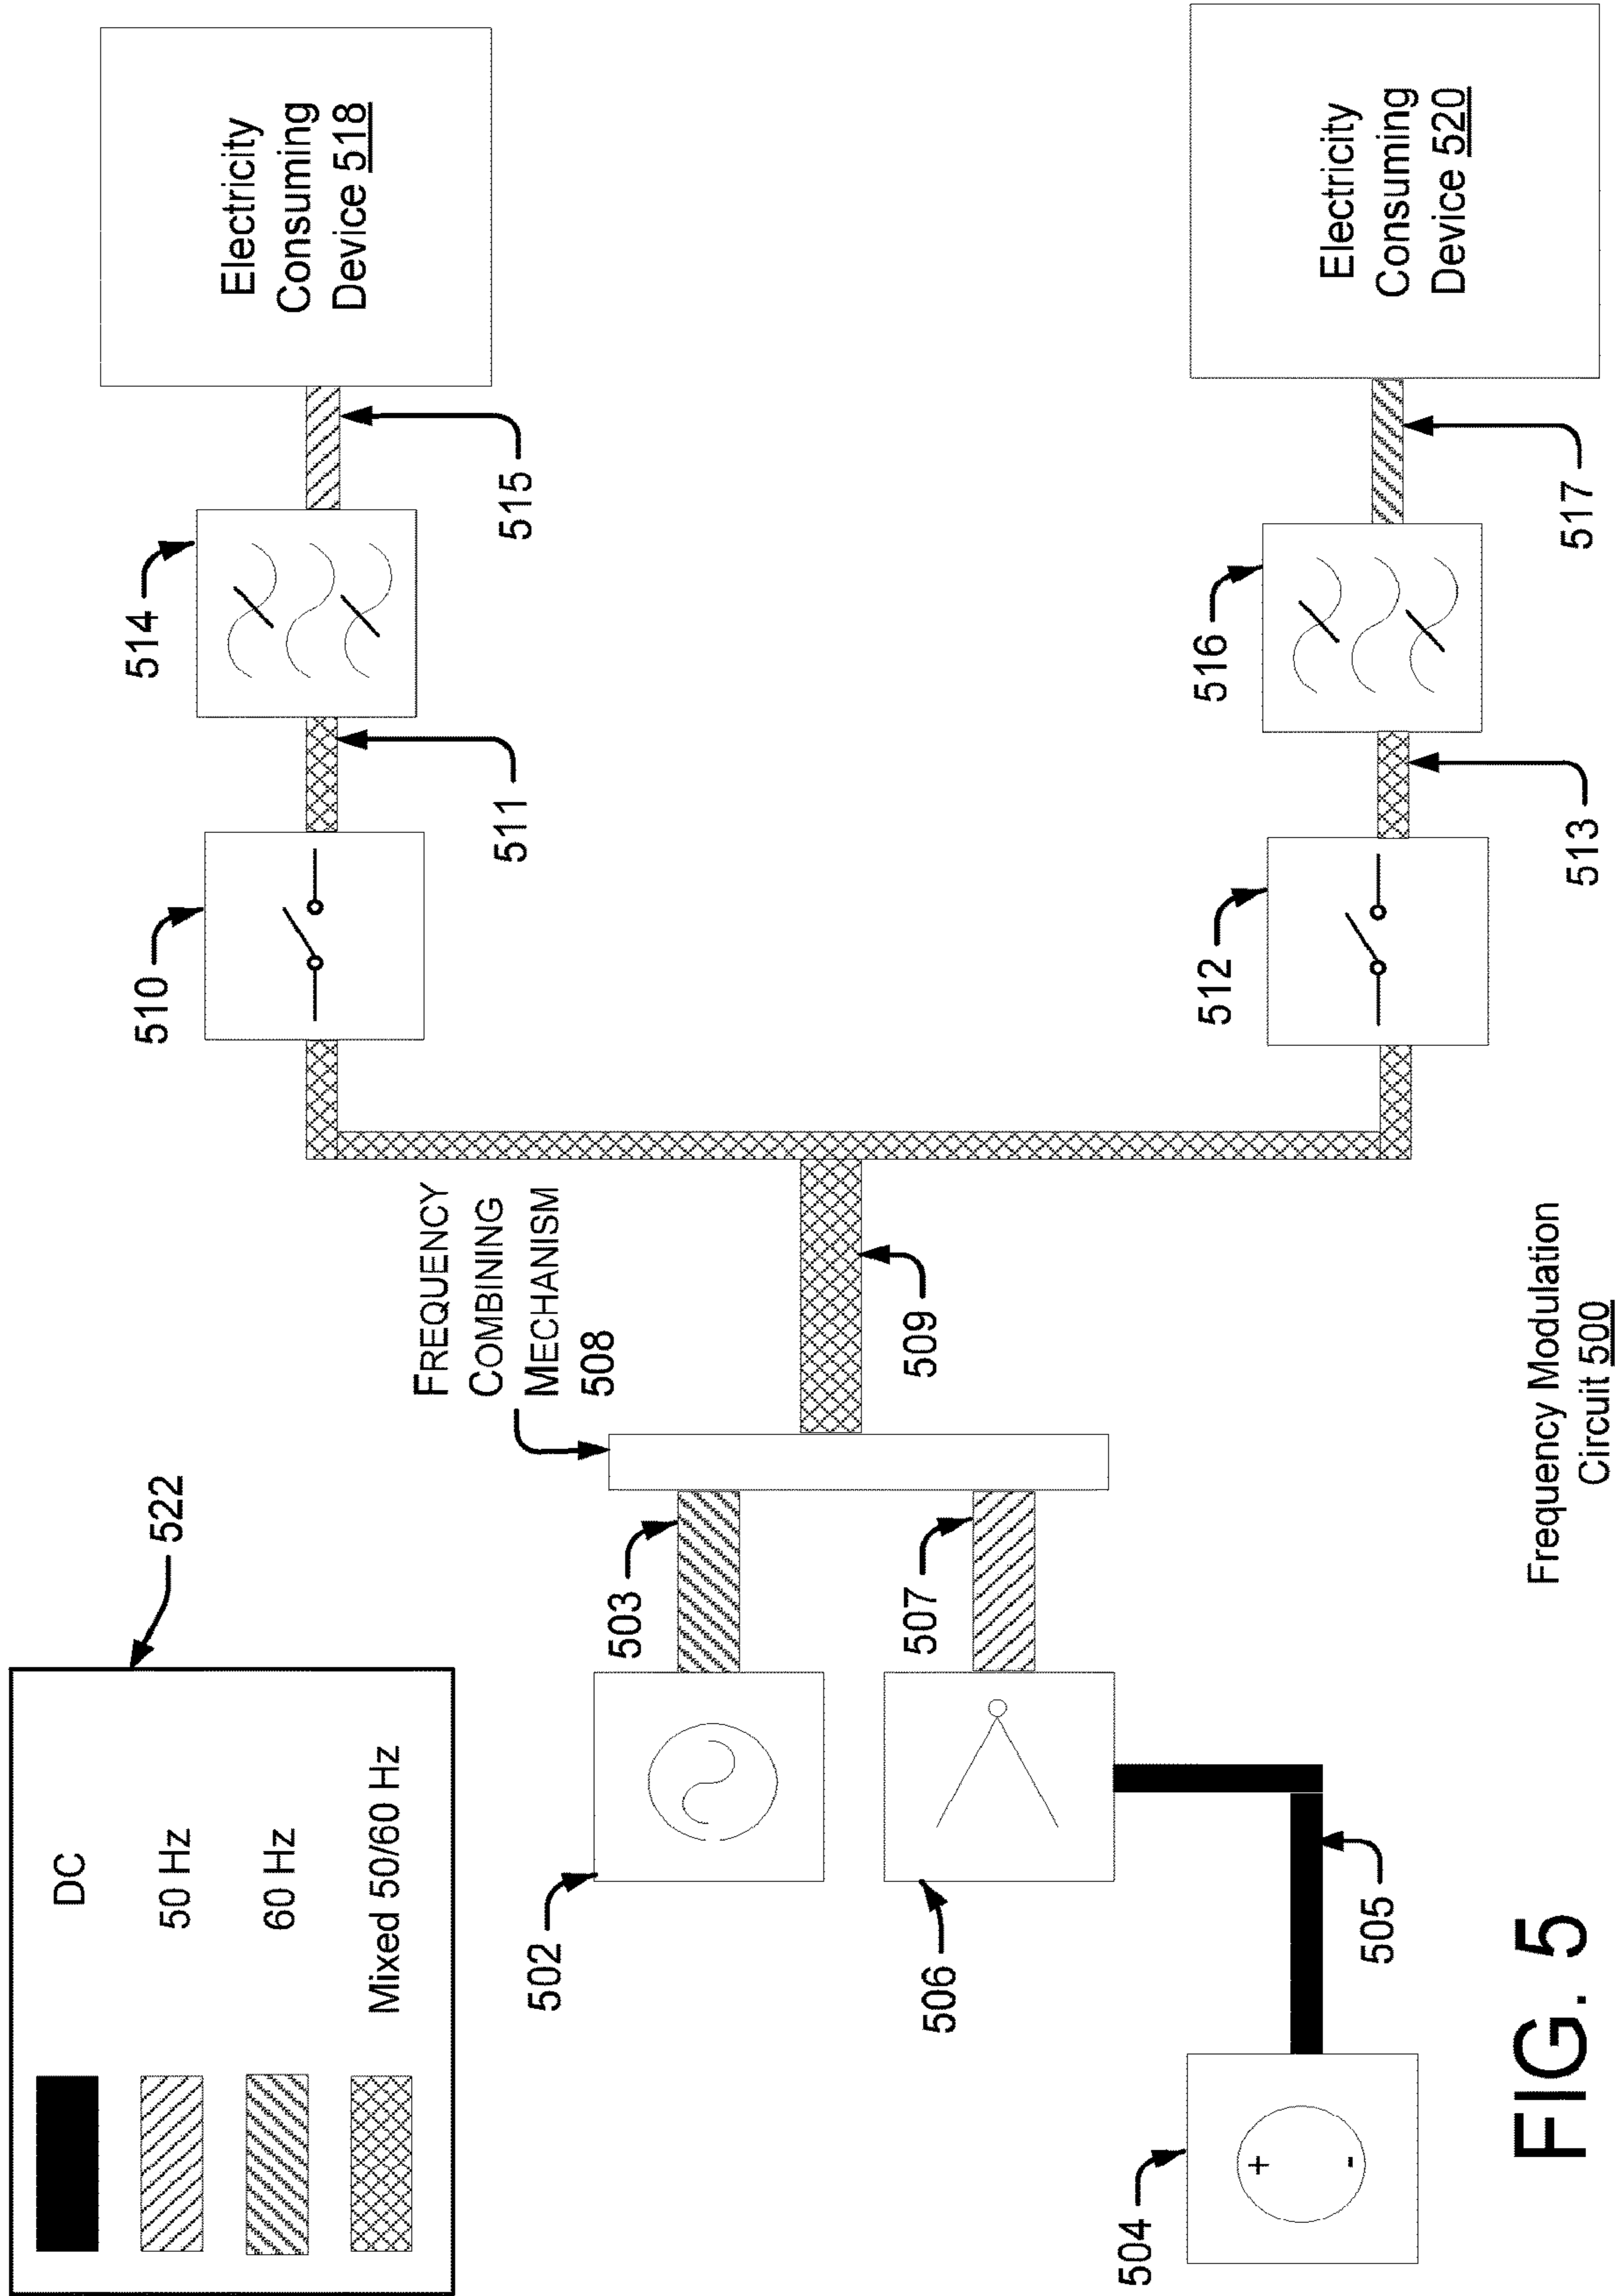 522
DC
50 Hz
60 Hz
Mixed 50/60 Hz
502
503
504
+
-
505
506
507
FREQUENCY
COMBINING
MECHANISM
508
509
510
511
514
515
Electricity
Consuming
Device 518
512
513
516
517
Electricity
Consuming
Device 520
Frequency Modulation
Circuit 500
FIG. 5